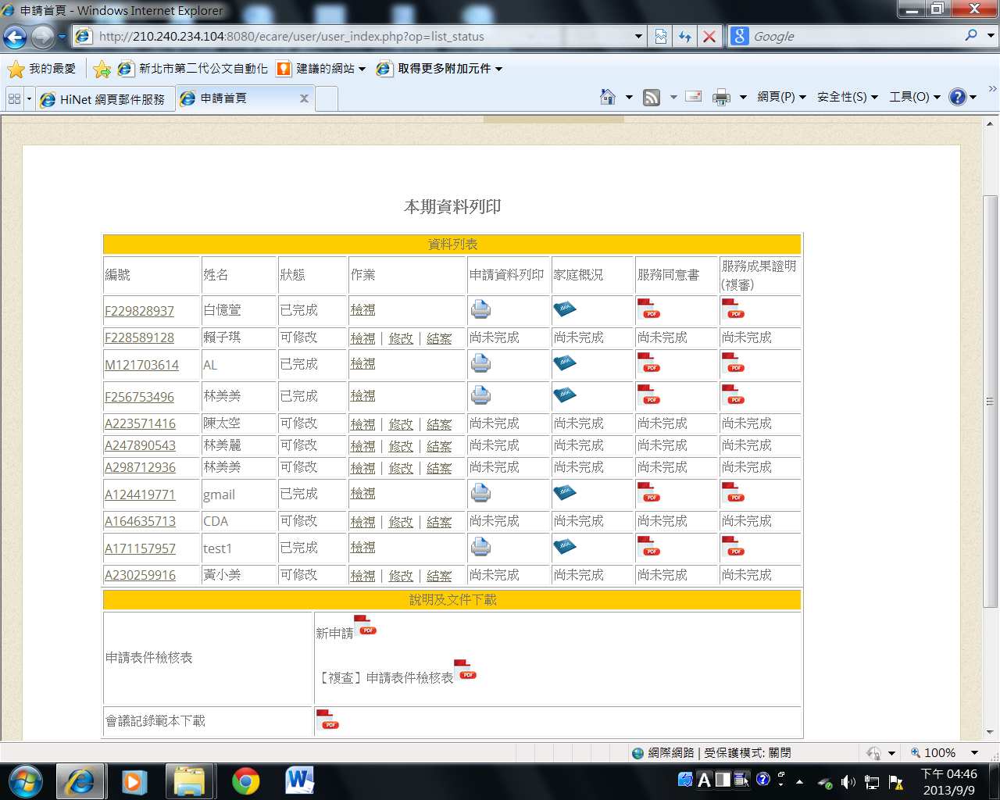 申請首頁 - Windows Internet Explorer
http://210.240.234.104:8080/ecare/user/user_index.php?op=list_status
Google
我的最愛 新北市第二代公文自動化 建議的網站 取得更多附加元件
HiNet 網頁郵件服務 申請首頁 網頁(P) 安全性(S) 工具(O)
本期資料列印
資料列表
編號 姓名 狀態 作業 申請資料列印 家庭概況 服務同意書 服務成果證明(複審)
F229828937 白億萱 已完成 檢視 PDF PDF
F228589128 賴子琪 可修改 檢視 | 修改 | 結案 尚未完成 尚未完成 尚未完成 尚未完成
M121703614 AL 已完成 檢視 PDF PDF
F256753496 林美美 已完成 檢視 PDF PDF
A223571416 陳太空 可修改 檢視 | 修改 | 結案 尚未完成 尚未完成 尚未完成 尚未完成
A247890543 林美麗 可修改 檢視 | 修改 | 結案 尚未完成 尚未完成 尚未完成 尚未完成
A298712936 林美美 可修改 檢視 | 修改 | 結案 尚未完成 尚未完成 尚未完成 尚未完成
A124419771 gmail 已完成 檢視 PDF PDF
A164635713 CDA 可修改 檢視 | 修改 | 結案 尚未完成 尚未完成 尚未完成 尚未完成
A171157957 test1 已完成 檢視 PDF PDF
A230259916 黃小美 可修改 檢視 | 修改 | 結案 尚未完成 尚未完成 尚未完成 尚未完成
說明及文件下載
新申請 PDF
申請表件檢核表
【複查】申請表件檢核表 PDF
會議記錄範本下載 PDF
網際網路 | 受保護模式: 關閉 100%
下午 04:46
2013/9/9